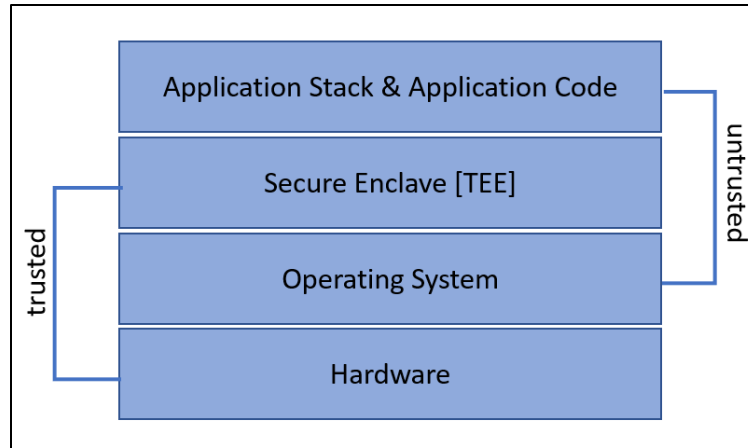 Application Stack & Application Code
Secure Enclave [TEE]
Operating System
Hardware
trusted
untrusted